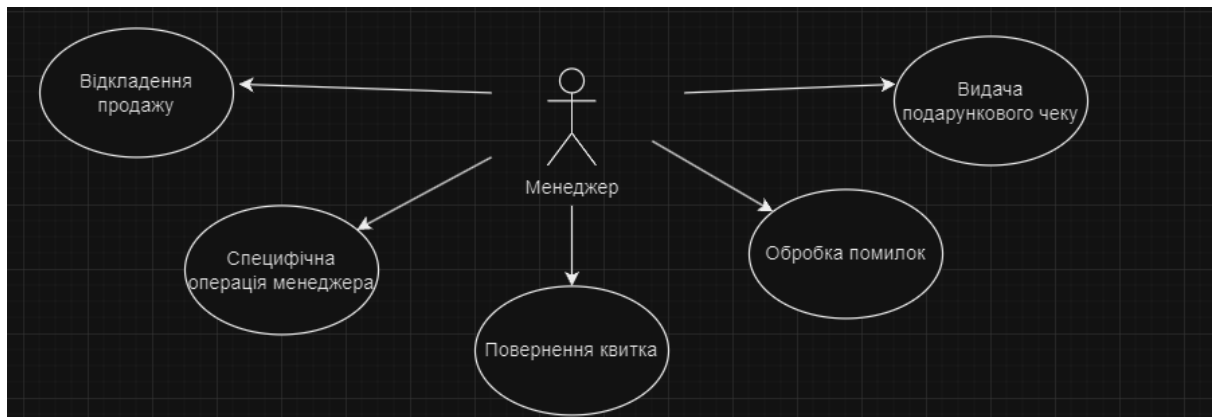 Відкладення
продажу
Видача
подарункового чеку
Менеджер
Специфічна
операція менеджера
Обробка помилок
Повернення квитка